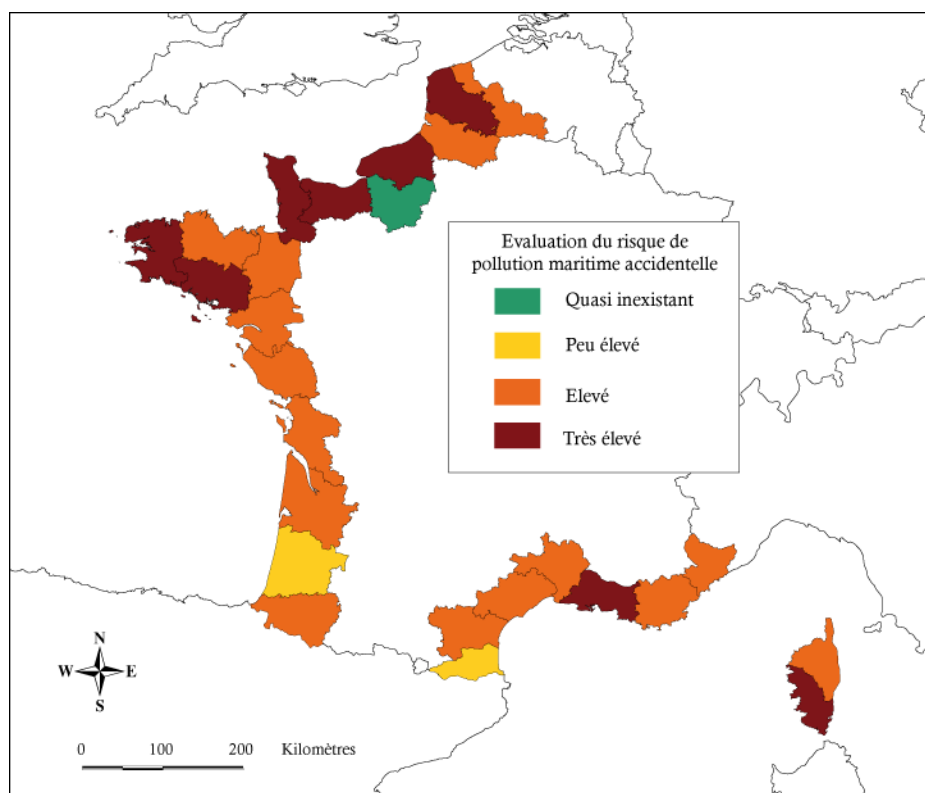 Evaluation du risque de
pollution maritime accidentelle
Quasi inexistant
Peu élevé
Elevé
Très élevé
N
W E
S
0 100 200 Kilomètres